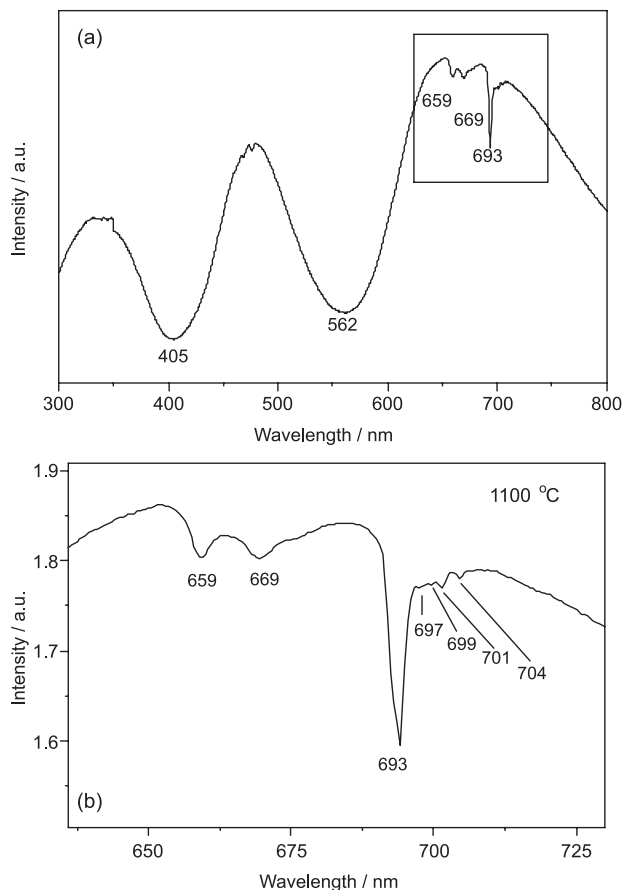 (a)
659
669
693
405
562
Intensity / a.u.
300 400 500 600 700 800
Wavelength / nm
1.9
1100 °C
1.8
659 669
697
699
701
704
1.7
1.6
693
Intensity / a.u.
(b)
650 675 700 725
Wavelength / nm